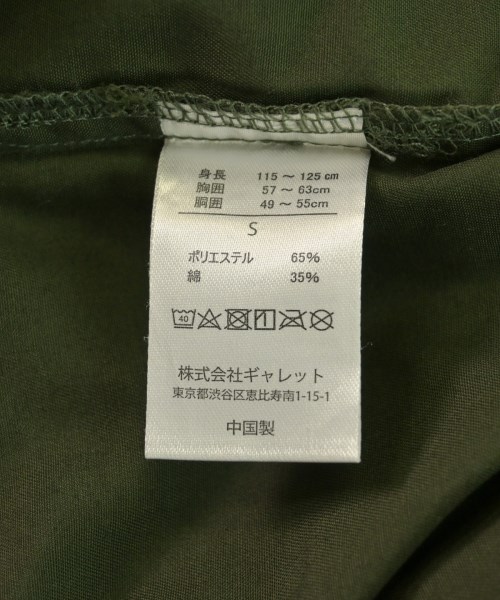 身長 115 ～ 125 cm
胸囲 57 ～ 63cm
胴囲 49 ～ 55cm
S
ポリエステル 65%
綿 35%
40
株式会社ギャレット
東京都渋谷区恵比寿南1-15-1
中国製